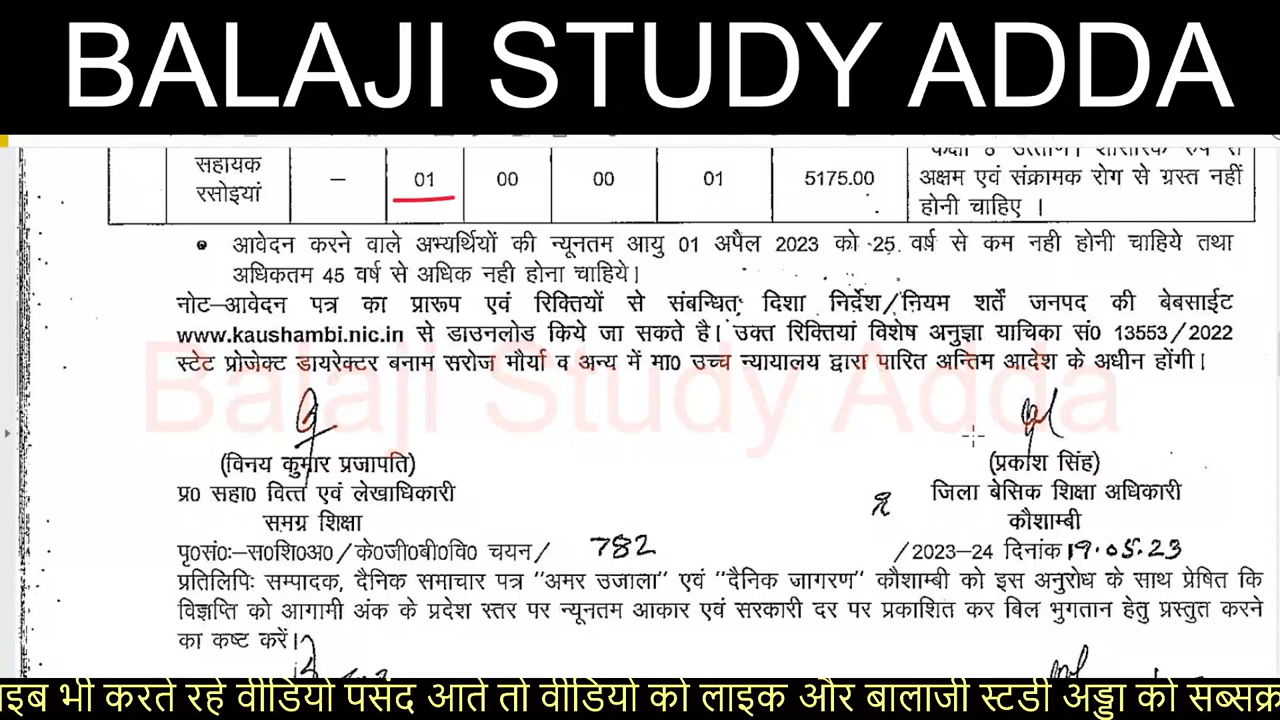 BALAJI STUDY ADDA
कक्षा 8 उत्तीर्ण। शारीरिक रुप से
सहायक — 01 00 00 01 5175.00 अक्षम एवं संक्रामक रोग से ग्रस्त नहीं
रसोइयां होनी चाहिए ।
• आवेदन करने वाले अभ्यर्थियों की न्यूनतम आयु 01 अपैल 2023 को 25 वर्ष से कम नही होनी चाहिये तथा
अधिकतम 45 वर्ष से अधिक नही होना चाहिये।
नोट–आवेदन पत्र का प्रारूप एवं रिक्तियों से संबन्धित दिशा निर्देश/नियम शर्ते जनपद की बेबसाईट
www.kaushambi.nic.in से डाउनलोड किये जा सकते है। उक्त रिक्तियां विशेष अनुज्ञा याचिका सं0 13553/2022
स्टेट प्रोजेक्ट डायरेक्टर बनाम सरोज मौर्या व अन्य में मा0 उच्च न्यायालय द्वारा पारित अन्तिम आदेश के अधीन होंगी।
Balaji Study Adda
(विनय कुमार प्रजापति) (प्रकाश सिंह)
प्र0 सहा0 वित्त एवं लेखाधिकारी जिला बेसिक शिक्षा अधिकारी
समग्र शिक्षा कौशाम्बी
पृ0सं0:–स0शि0अ0/के0जी0बी0वि0 चयन/ 782 /2023–24 दिनांक 19.05.23
प्रतिलिपिः सम्पादक, दैनिक समाचार पत्र "अमर उजाला" एवं "दैनिक जागरण" कौशाम्बी को इस अनुरोध के साथ प्रेषित कि
विज्ञप्ति को आगामी अंक के प्रदेश स्तर पर न्यूनतम आकार एवं सरकारी दर पर प्रकाशित कर बिल भुगतान हेतु प्रस्तुत करने
का कष्ट करें।
इब भी करते रहे वीडियो पसंद आते तो वीडियो को लाइक और बालाजी स्टडी अड्डा को सब्सक्र